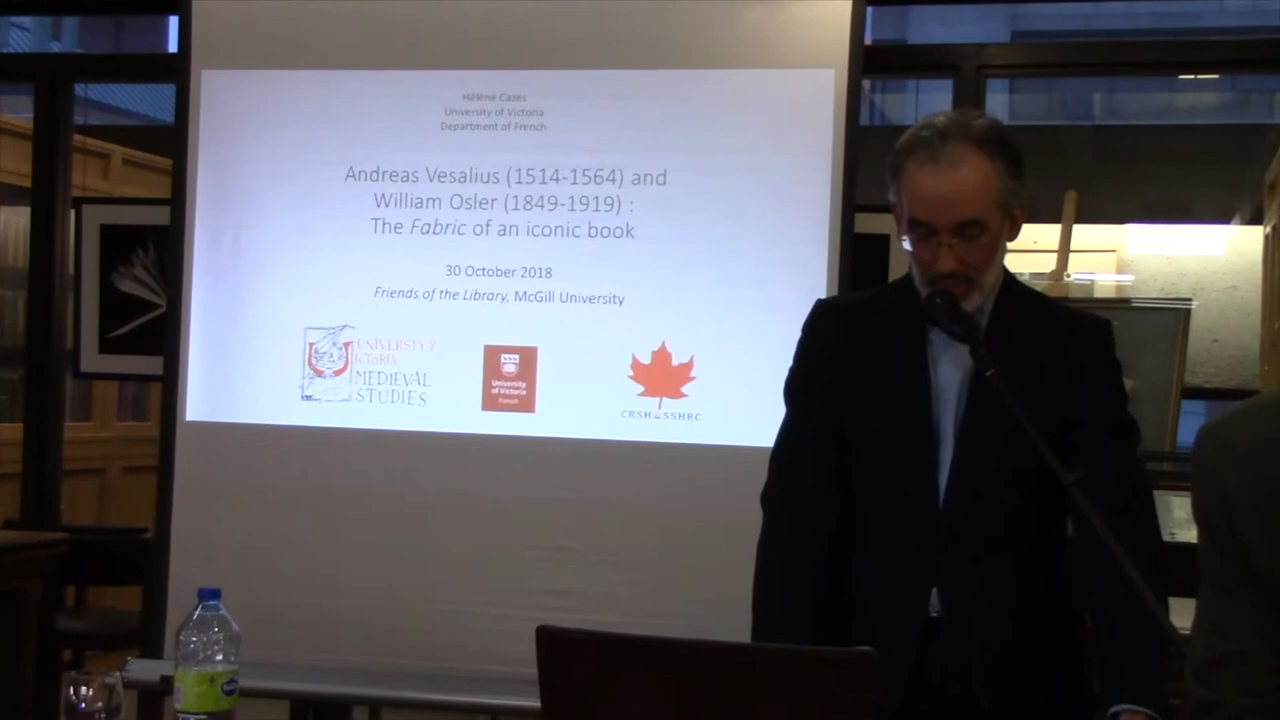 Hélène Cazes
University of Victoria
Department of French
Andreas Vesalius (1514-1564) and
William Osler (1849-1919) :
The Fabric of an iconic book
30 October 2018
Friends of the Library, McGill University
UNIVERSITY
VICTORIA
MEDIEVAL
STUDIES
University
of Victoria
French
CRSH SSHRC